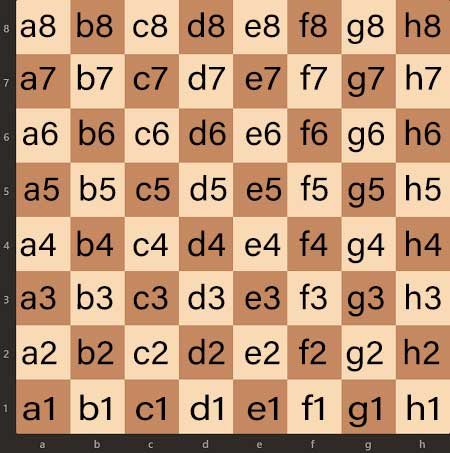 8 a8 b8 c8 d8 e8 f8 g8 h8
7 a7 b7 c7 d7 e7 f7 g7 h7
6 a6 b6 c6 d6 e6 f6 g6 h6
5 a5 b5 c5 d5 e5 f5 g5 h5
4 a4 b4 c4 d4 e4 f4 g4 h4
3 a3 b3 c3 d3 e3 f3 g3 h3
2 a2 b2 c2 d2 e2 f2 g2 h2
1 a1 b1 c1 d1 e1 f1 g1 h1
a b c d e f g h